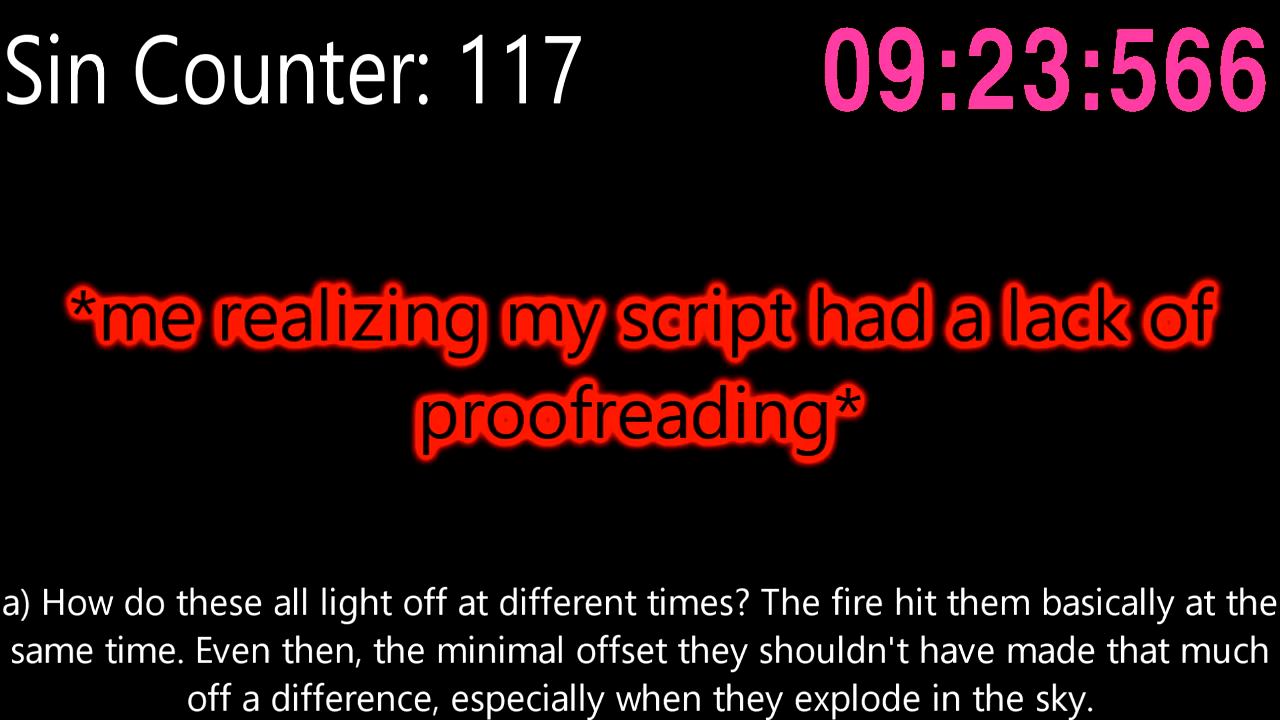 Sin Counter: 117
09:23:566
*me realizing my script had a lack of
proofreading*
a) How do these all light off at different times? The fire hit them basically at the
same time. Even then, the minimal offset they shouldn't have made that much
off a difference, especially when they explode in the sky.